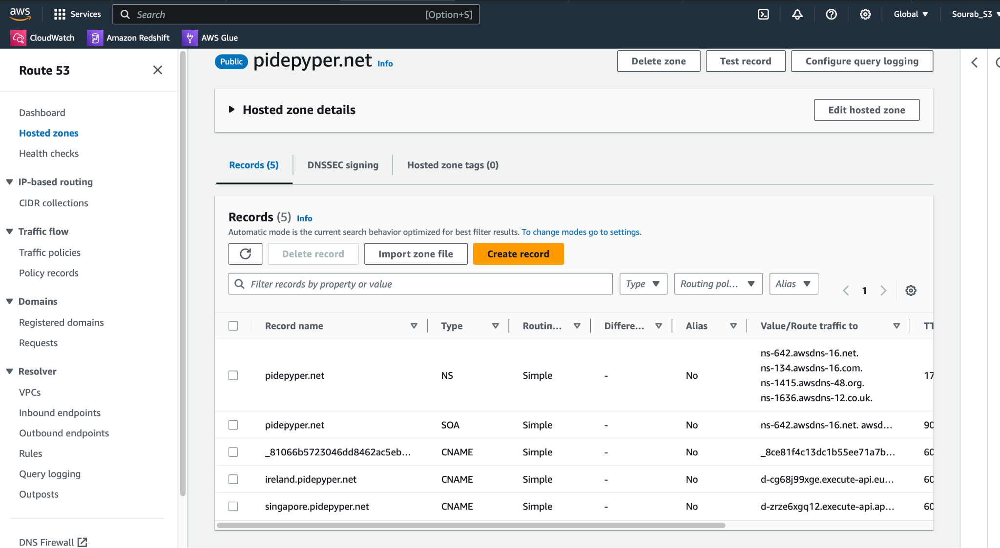 aws
Services
Search
[Option+S]
Global
Sourab_S3
CloudWatch
Amazon Redshift
AWS Glue
Route 53
Dashboard
Hosted zones
Health checks
IP-based routing
CIDR collections
Traffic flow
Traffic policies
Policy records
Domains
Registered domains
Requests
Resolver
VPCs
Inbound endpoints
Outbound endpoints
Rules
Query logging
Outposts
DNS Firewall
Public pidepyper.net Info
Delete zone
Test record
Configure query logging
Hosted zone details
Edit hosted zone
Records (5)
DNSSEC signing
Hosted zone tags (0)
Records (5) Info
Automatic mode is the current search behavior optimized for best filter results. To change modes go to settings.
Delete record
Import zone file
Create record
Filter records by property or value
Type
Routing pol...
Alias
1
Record name Type Routin... Differe... Alias Value/Route traffic to TT
pidepyper.net NS Simple - No
ns-642.awsdns-16.net.
ns-134.awsdns-16.com.
ns-1415.awsdns-48.org.
ns-1636.awsdns-12.co.uk.
17
pidepyper.net SOA Simple - No ns-642.awsdns-16.net. awsd... 90
_81066b5723046dd8462ac5eb... CNAME Simple - No _8ce81f4c13dc1b55ee71a7b... 60
ireland.pidepyper.net CNAME Simple - No d-cg68j99xge.execute-api.eu... 60
singapore.pidepyper.net CNAME Simple - No d-zrze6xgq12.execute-api.ap... 60